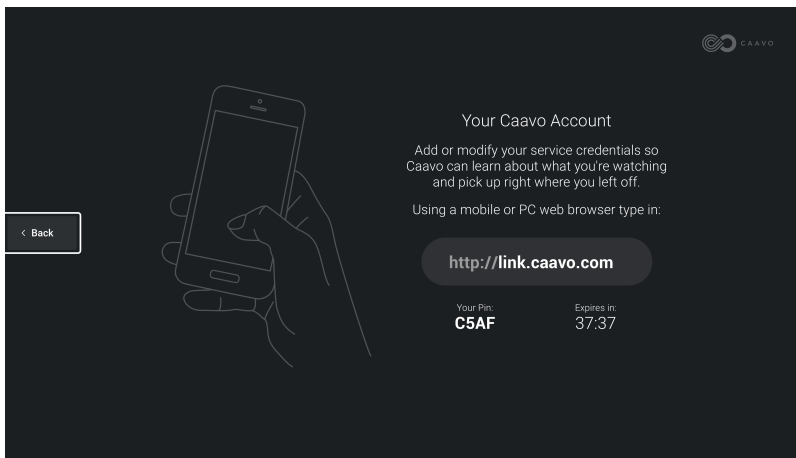 CAAVO
Your Caavo Account
Add or modify your service credentials so
Caavo can learn about what you're watching
and pick up right where you left off.
Using a mobile or PC web browser type in:
< Back
http://link.caavo.com
Your Pin:
C5AF
Expires in:
37:37